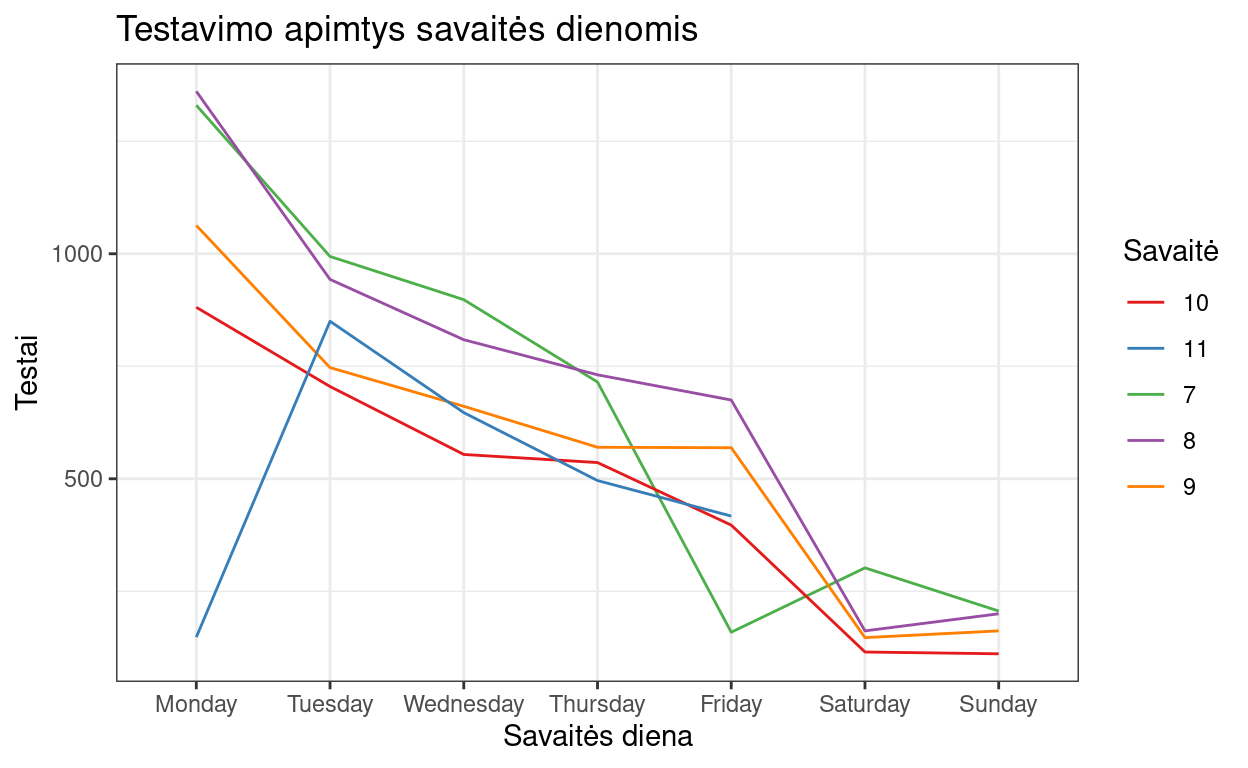 Testavimo apimtys savaitės dienomis
Testai
1000
500
Monday Tuesday Wednesday Thursday Friday Saturday Sunday
Savaitės diena
Savaitė
10
11
7
8
9